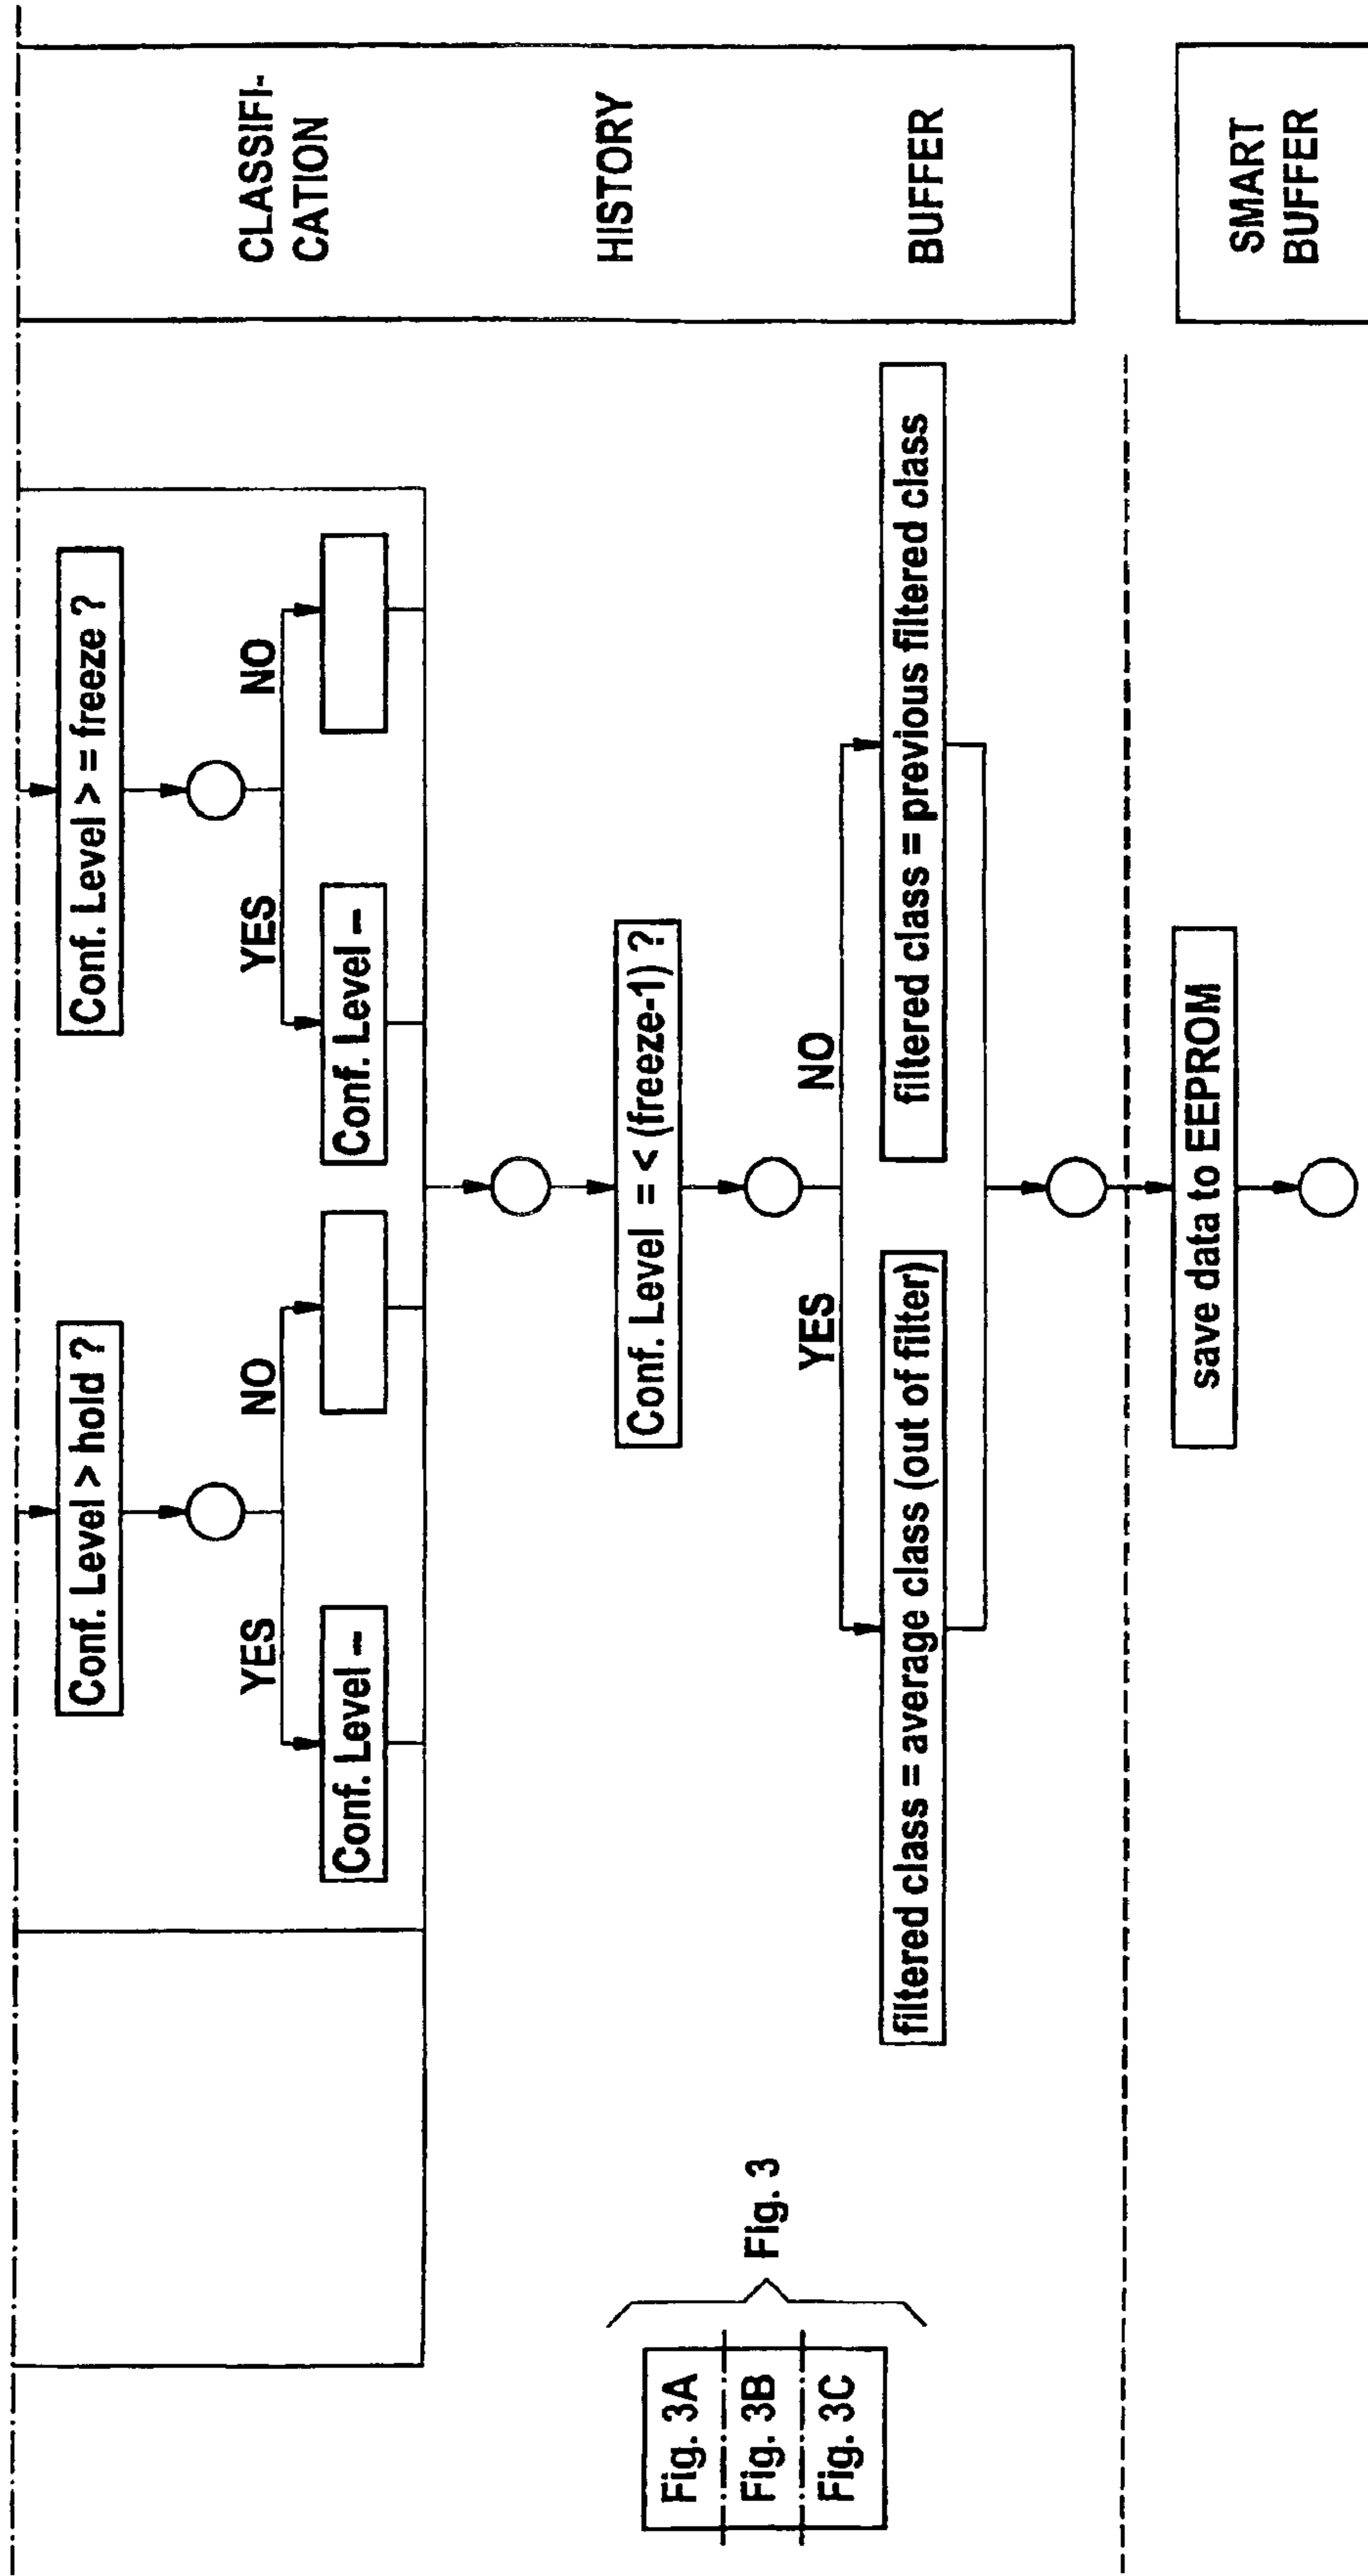 Conf. Level > hold ?
Conf. Level > = freeze ?
YES
NO
YES
NO
Conf. Level –
Conf. Level –
CLASSIFI-
CATION
HISTORY
BUFFER
Conf. Level = < (freeze-1) ?
YES
NO
filtered class = average class (out of filter)
filtered class = previous filtered class
Fig. 3A
Fig. 3B
Fig. 3C
Fig. 3
save data to EEPROM
SMART
BUFFER